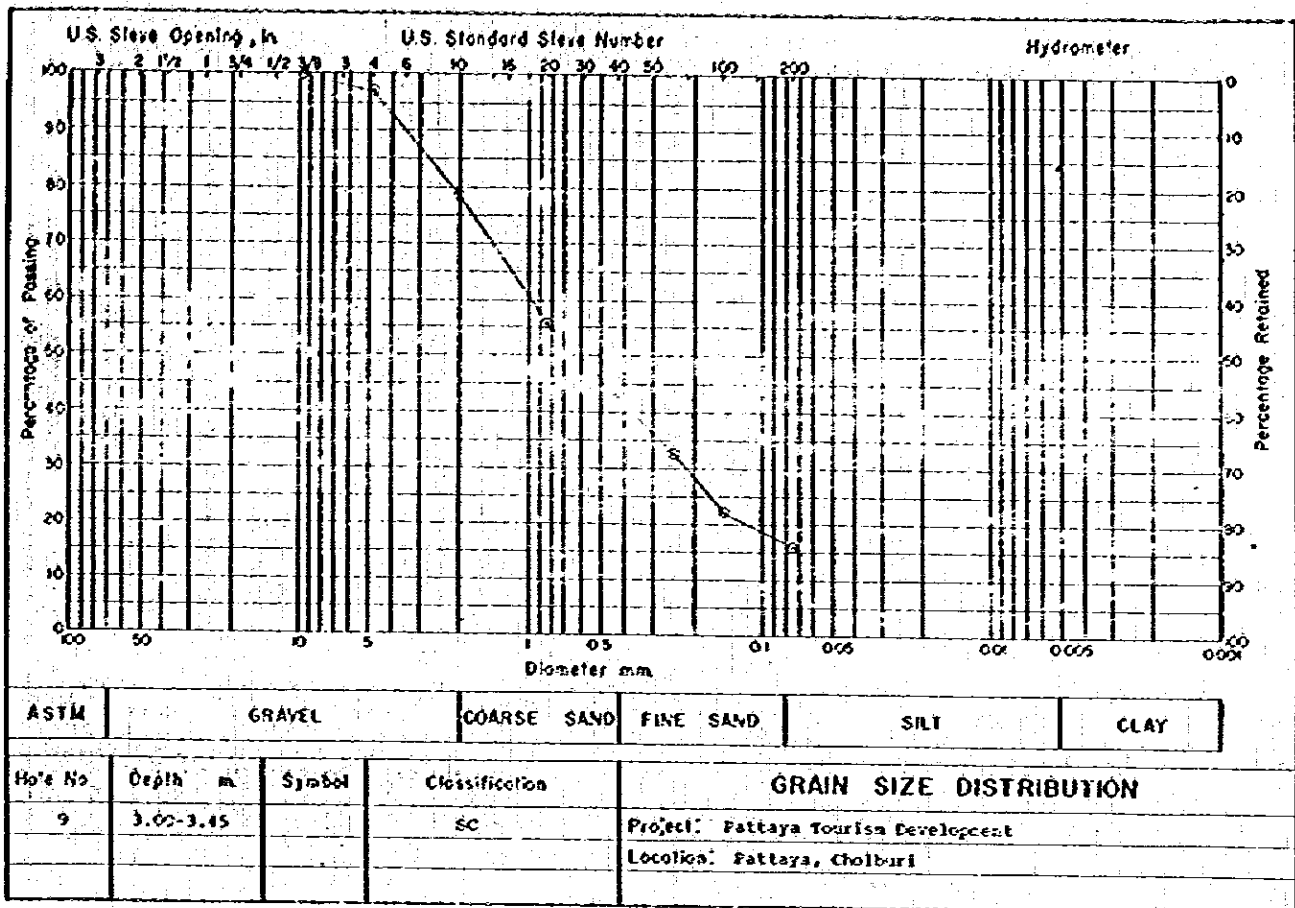 U.S. Sieve Opening, in. U.S. Standard Sieve Number Hydrometer
3 2 1½ 1 3/4 1/2 3/8 3 4 6 10 16 20 30 40 50 100 200
100 0
90 10
80 20
70 30
60 40
50 50
40 60
30 70
20 80
10 90
0 100
Percentage of Passing
Percentage Retained
100 50 10 5 1 0.5 0.1 0.05 0.01 0.005 0.001
Diameter mm.
ASTM GRAVEL COARSE SAND FINE SAND SILT CLAY
Hole No. Depth m. Symbol Classification GRAIN SIZE DISTRIBUTION
9 3.00-3.45 SC Project: Pattaya Tourism Development
Location: Pattaya, Cholburi